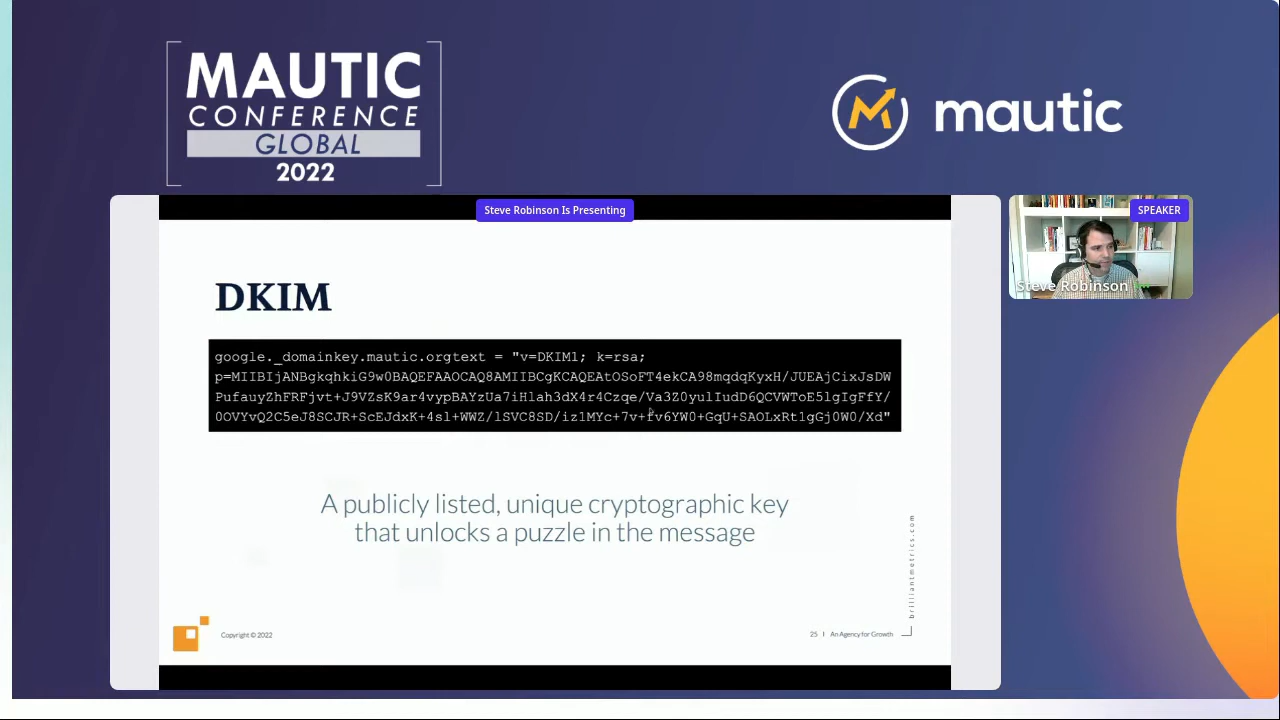 MAUTIC
CONFERENCE
GLOBAL
2022
mautic
Steve Robinson Is Presenting
SPEAKER
Steve Robinson
DKIM
google._domainkey.mautic.orgtext = "v=DKIM1; k=rsa;
p=MIIBIjANBgkqhkiG9w0BAQEFAAOCAQ8AMIIBCgKCAQEAtOSoFT4ekCA98mqdqKyxH/JUEAjCixJsDW
PufauyZhFRFjvt+J9VZsK9ar4vypBAYzUa7iHlah3dX4r4Czqe/Va3Z0yulIudD6QCVWToE5lgIgFfY/
0OVYvQ2C5eJ8SCJR+ScEJdxK+4sl+WWZ/lSVC8SD/iz1MYc+7v+fv6YW0+GqU+SAOLxRt1gGj0W0/Xd"
A publicly listed, unique cryptographic key
that unlocks a puzzle in the message
brilliantmetrics.com
Copyright © 2022
25 | An Agency for Growth